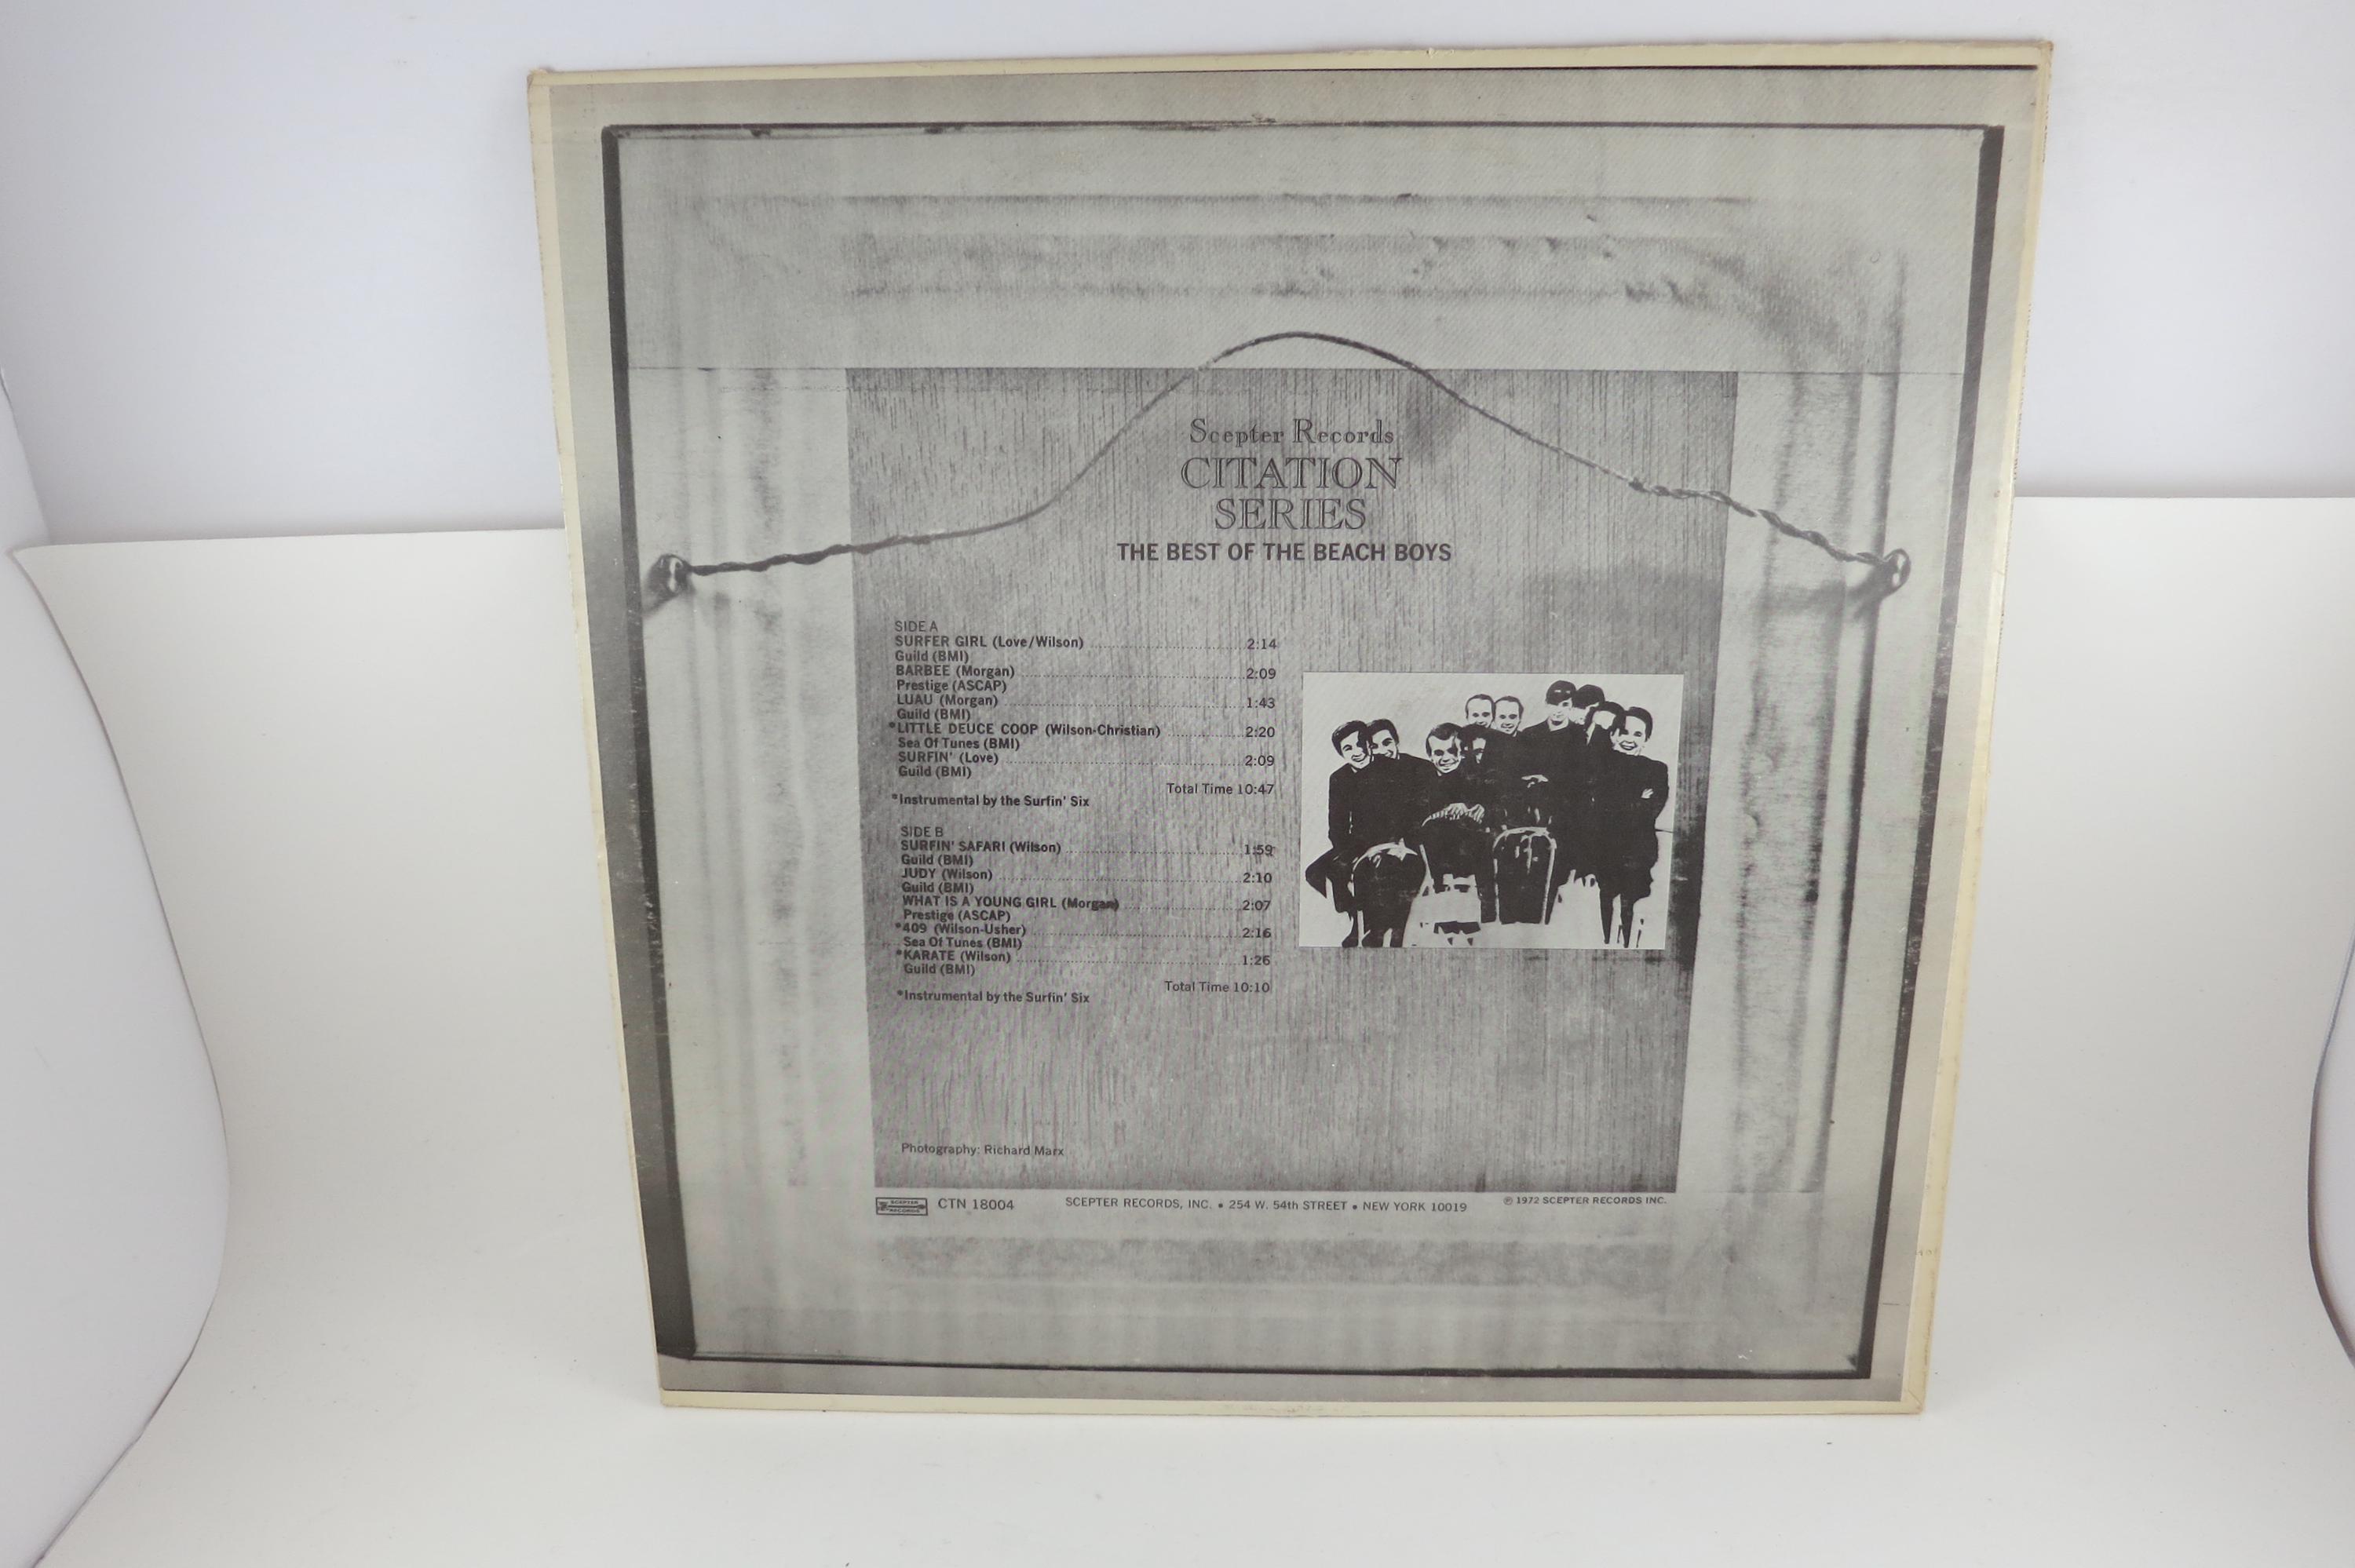 Scepter Records
CITATION
SERIES
THE BEST OF THE BEACH BOYS
SIDE A
SURFER GIRL (Love/Wilson) 2:14
Guild (BMI)
BARBEE (Morgan) 2:09
Prestige (ASCAP)
LUAU (Morgan) 1:43
Guild (BMI)
*LITTLE DEUCE COOP (Wilson-Christian) 2:20
Sea Of Tunes (BMI)
SURFIN' (Love) 2:09
Guild (BMI)
Total Time 10:47
*Instrumental by the Surfin' Six
SIDE B
SURFIN' SAFARI (Wilson) 1:59
Guild (BMI)
JUDY (Wilson) 2:10
Guild (BMI)
WHAT IS A YOUNG GIRL (Morgan) 2:07
Prestige (ASCAP)
*409 (Wilson-Usher) 2:16
Sea Of Tunes (BMI)
*KARATE (Wilson) 1:26
Guild (BMI)
Total Time 10:10
*Instrumental by the Surfin' Six
Photography: Richard Marx
SCEPTER
RECORDS
CTN 18004 SCEPTER RECORDS, INC. • 254 W. 54th STREET • NEW YORK 10019 ℗ 1972 SCEPTER RECORDS INC.